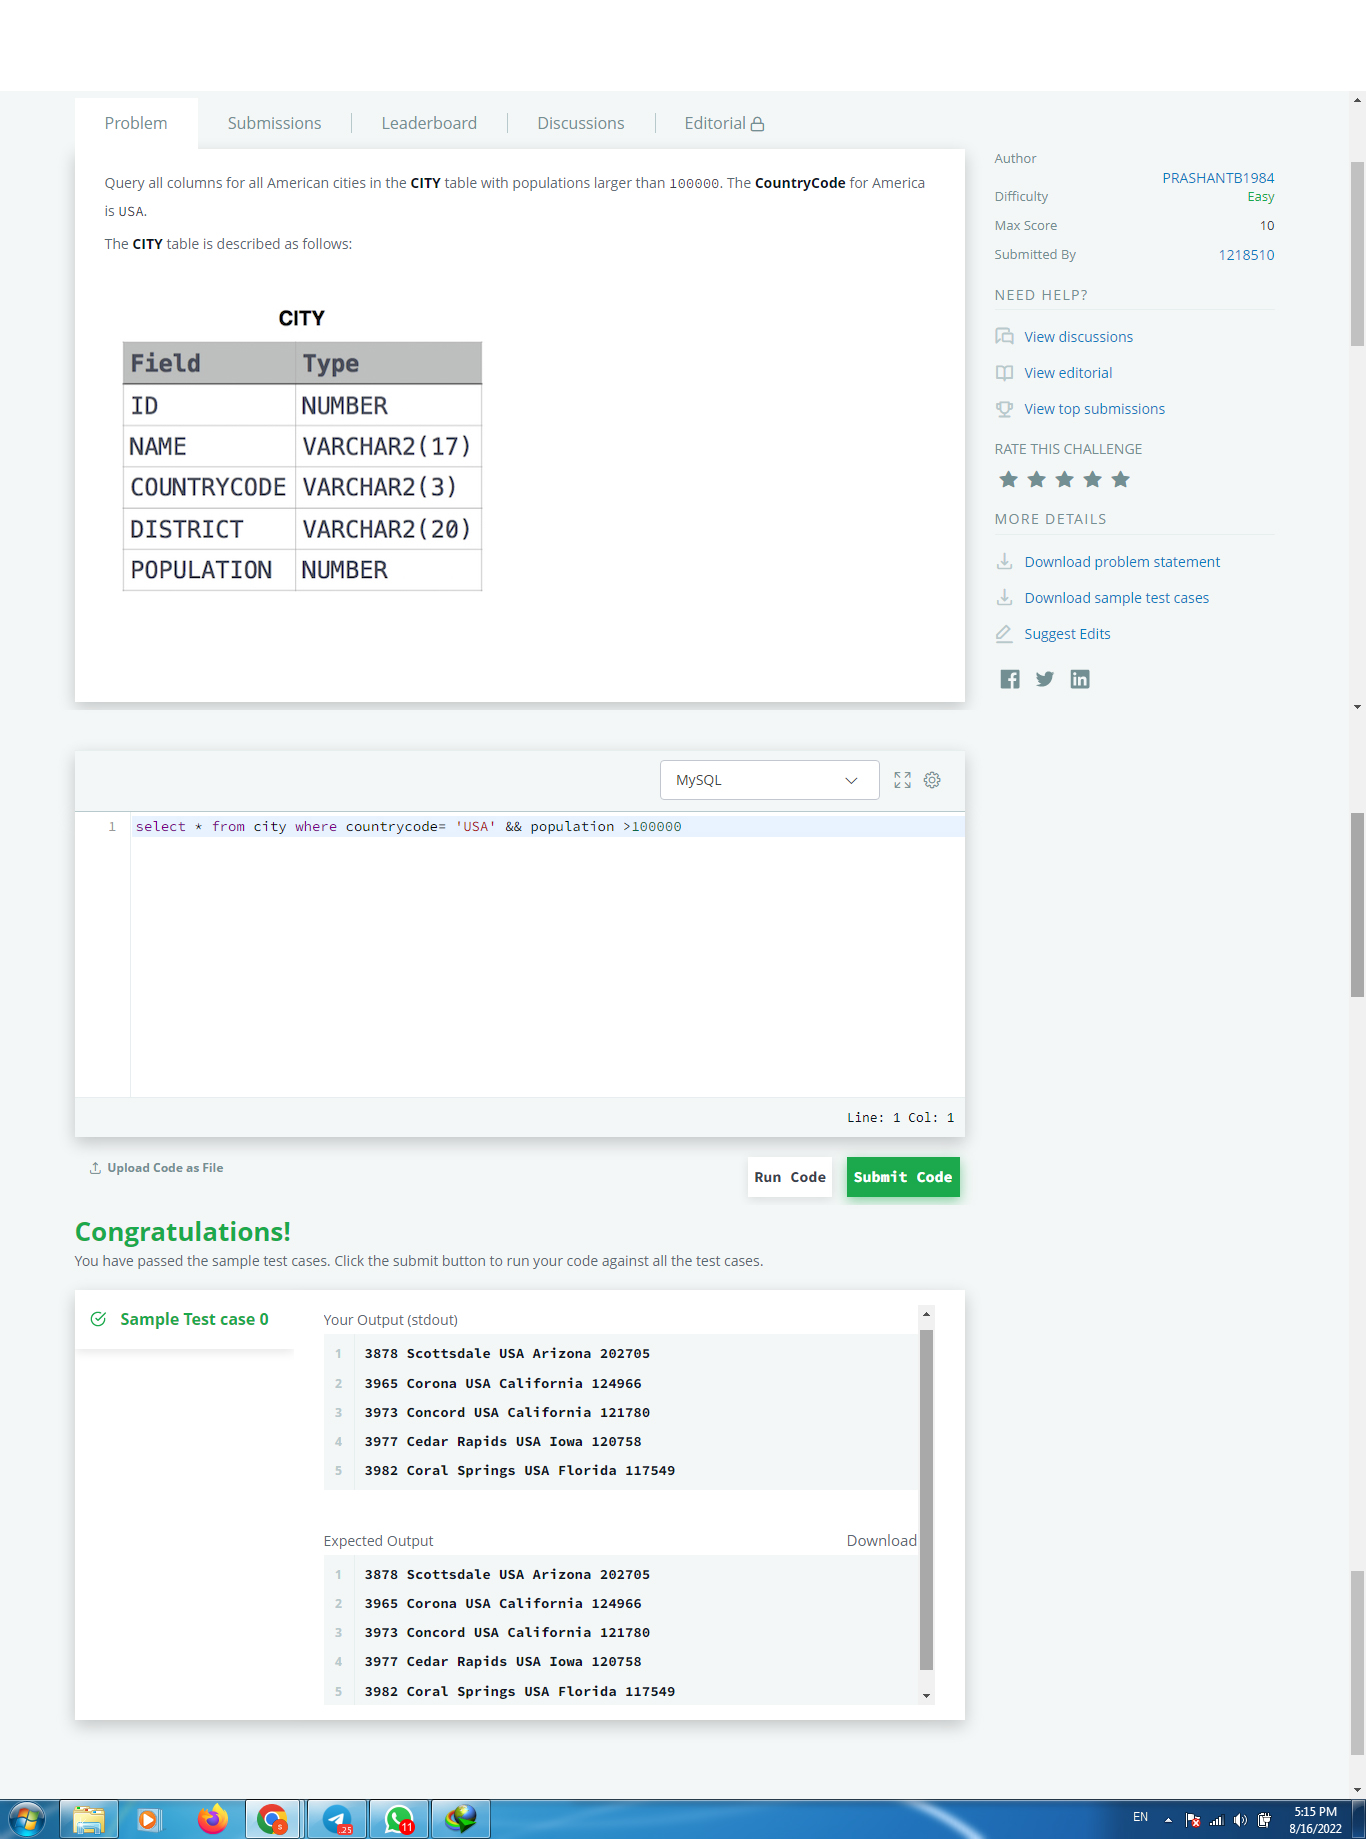 Problem
Submissions
Leaderboard
Discussions
Editorial
Query all columns for all American cities in the CITY table with populations larger than 100000. The CountryCode for America
is USA.
The CITY table is described as follows:
CITY
Field Type
ID NUMBER
NAME VARCHAR2(17)
COUNTRYCODE VARCHAR2(3)
DISTRICT VARCHAR2(20)
POPULATION NUMBER
Author
PRASHANTB1984
Difficulty
Easy
Max Score
10
Submitted By
1218510
NEED HELP?
View discussions
View editorial
View top submissions
RATE THIS CHALLENGE
MORE DETAILS
Download problem statement
Download sample test cases
Suggest Edits
MySQL
1 select * from city where countrycode= 'USA' && population >100000
Line: 1 Col: 1
Upload Code as File
Run Code
Submit Code
Congratulations!
You have passed the sample test cases. Click the submit button to run your code against all the test cases.
Sample Test case 0
Your Output (stdout)
1 3878 Scottsdale USA Arizona 202705
2 3965 Corona USA California 124966
3 3973 Concord USA California 121780
4 3977 Cedar Rapids USA Iowa 120758
5 3982 Coral Springs USA Florida 117549
Expected Output
Download
1 3878 Scottsdale USA Arizona 202705
2 3965 Corona USA California 124966
3 3973 Concord USA California 121780
4 3977 Cedar Rapids USA Iowa 120758
5 3982 Coral Springs USA Florida 117549
s
25
11
EN
5:15 PM
8/16/2022